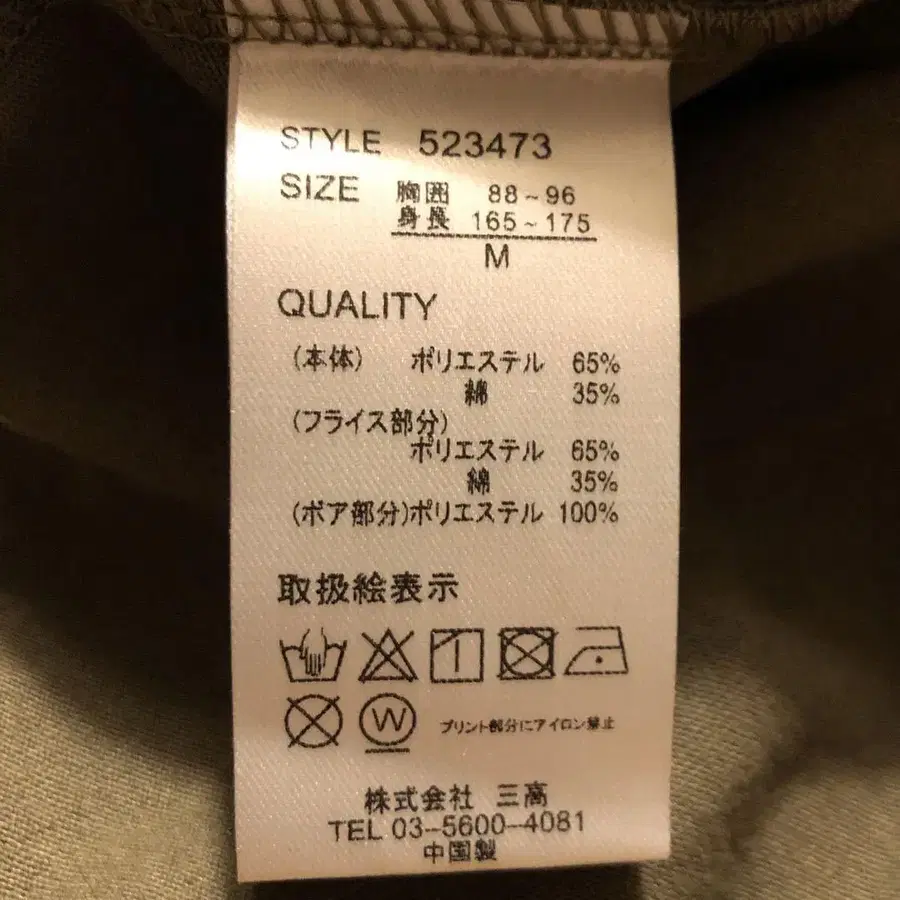 STYLE 523473
SIZE 胸囲 88~96
身長 165~175
M
QUALITY
(本体) ポリエステル 65%
綿 35%
(フライス部分)
ポリエステル 65%
綿 35%
(ボア部分)ポリエステル 100%
取扱絵表示
W プリント部分にアイロン禁止
株式会社 三高
TEL 03-5600-4081
中国製